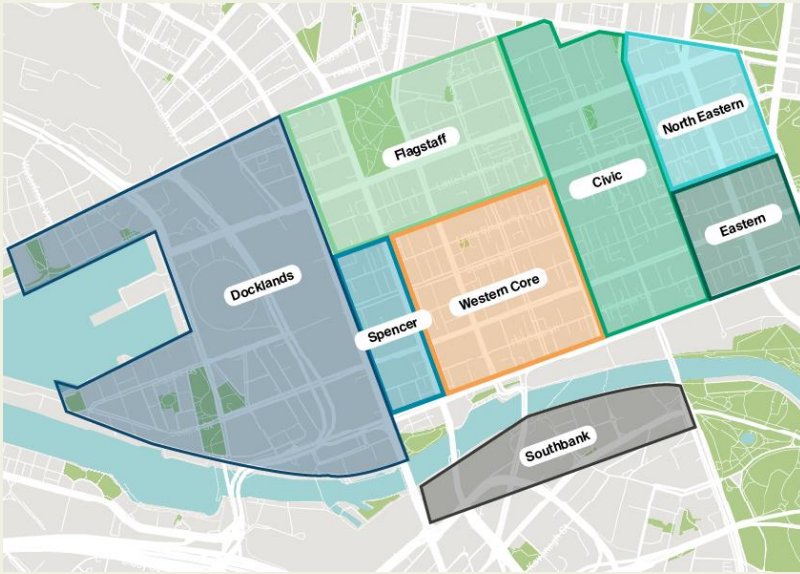 Flagstaff
North Eastern
Civic
Eastern
Docklands
Western Core
Spencer
Southbank